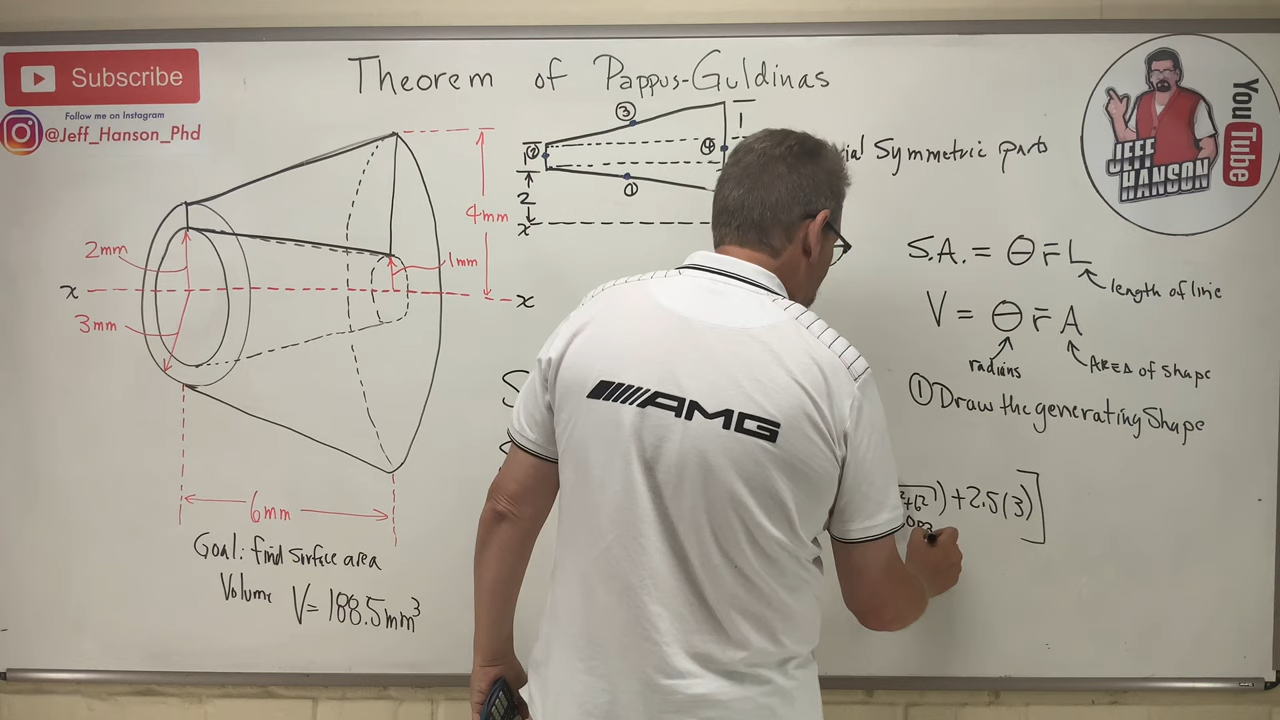 Subscribe
Follow me on Instagram
@Jeff_Hanson_Phd
Theorem of Pappus-Guldinas
Symmetric parts
JEFF
HANSON
YouTube
③
②
④
1
①
2
x
4mm
2mm
1mm
x
x
3mm
6mm
S.A. = θ r̄ L
length of line
V = θ r̄ A
radians
AREA of shape
① Draw the generating Shape
+ 2.5(3)]
Goal: find surface area
Volume V = 188.5mm³
AMG